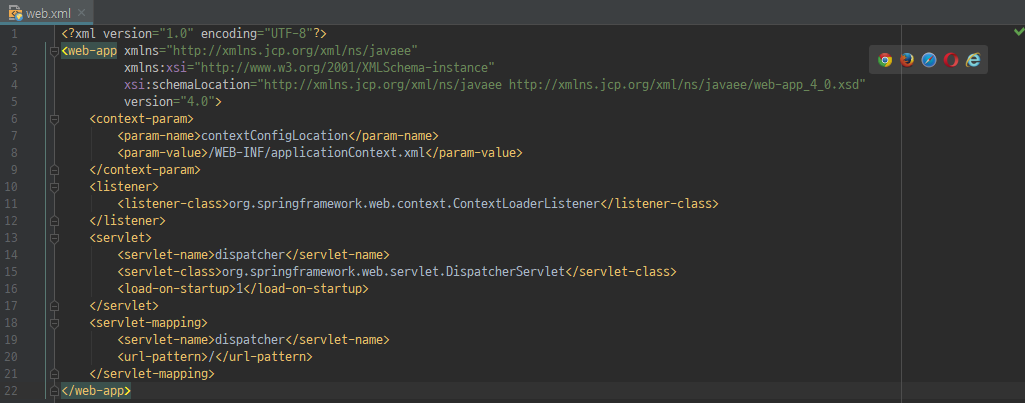 web.xml
1 <?xml version="1.0" encoding="UTF-8"?>
2 <web-app xmlns="http://xmlns.jcp.org/xml/ns/javaee"
3 xmlns:xsi="http://www.w3.org/2001/XMLSchema-instance"
4 xsi:schemaLocation="http://xmlns.jcp.org/xml/ns/javaee http://xmlns.jcp.org/xml/ns/javaee/web-app_4_0.xsd"
5 version="4.0">
6 <context-param>
7 <param-name>contextConfigLocation</param-name>
8 <param-value>/WEB-INF/applicationContext.xml</param-value>
9 </context-param>
10 <listener>
11 <listener-class>org.springframework.web.context.ContextLoaderListener</listener-class>
12 </listener>
13 <servlet>
14 <servlet-name>dispatcher</servlet-name>
15 <servlet-class>org.springframework.web.servlet.DispatcherServlet</servlet-class>
16 <load-on-startup>1</load-on-startup>
17 </servlet>
18 <servlet-mapping>
19 <servlet-name>dispatcher</servlet-name>
20 <url-pattern>/</url-pattern>
21 </servlet-mapping>
22 </web-app>